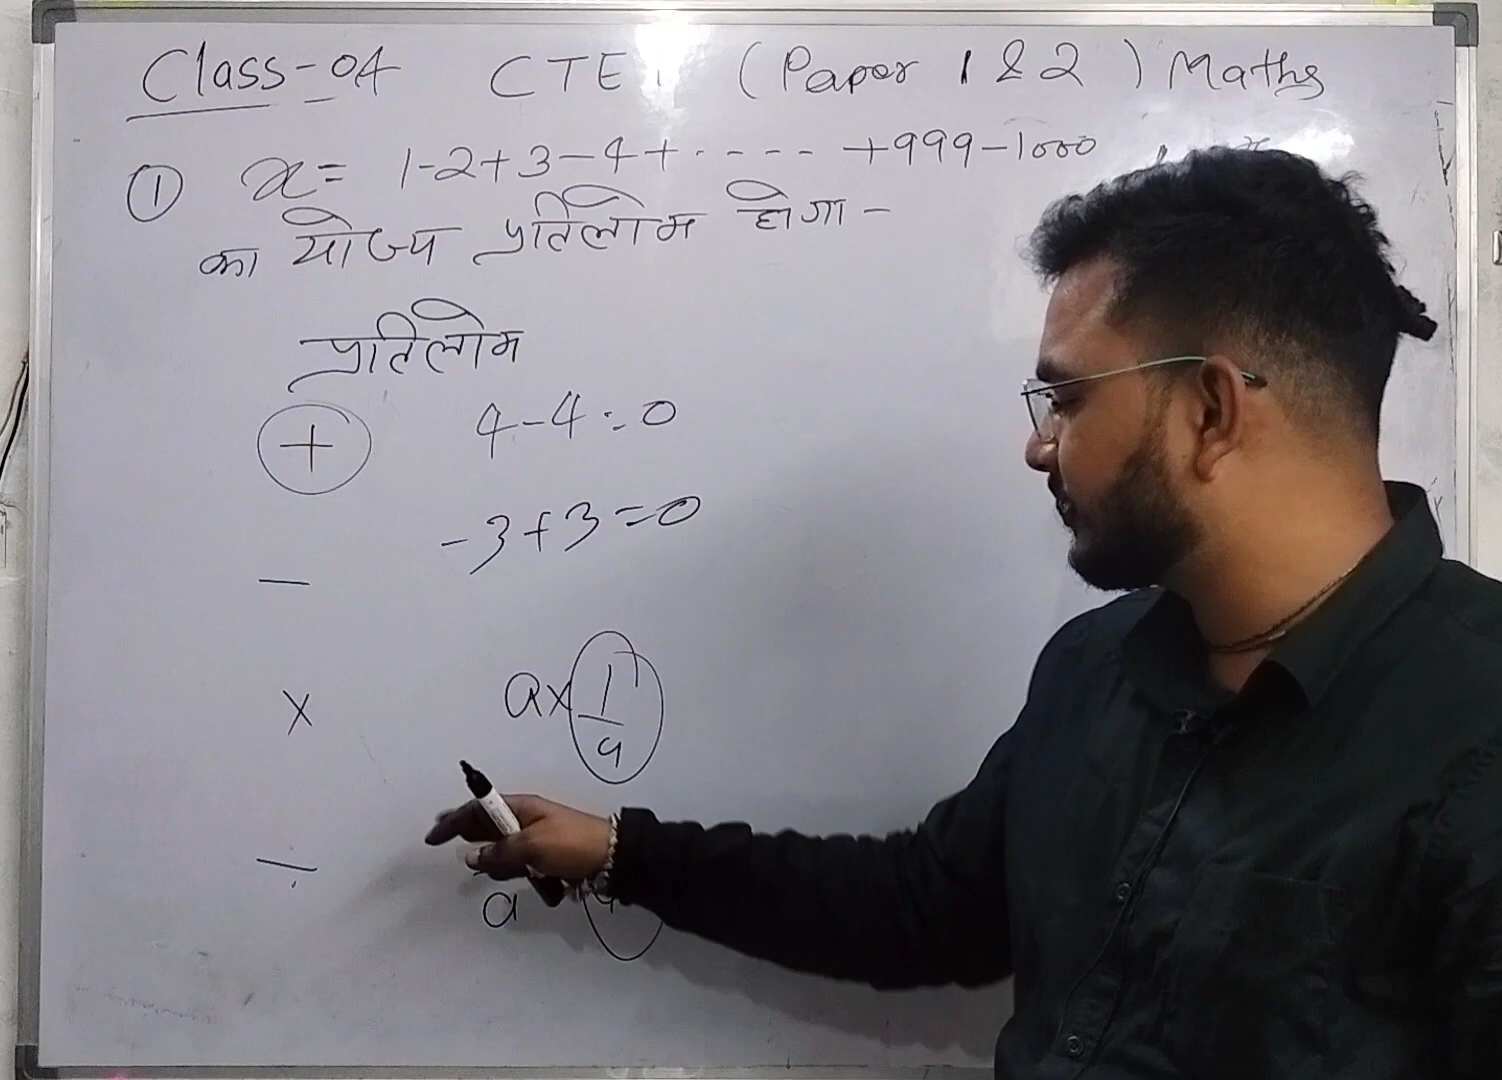 Class-04 CTET (Paper 1 & 2) Maths
① x= 1-2+3-4+----- +999-1000
का योज्य प्रतिलोम होगा -
प्रतिलोम
+ 4-4=0
-3+3=0
-
× a×1/a
÷
a